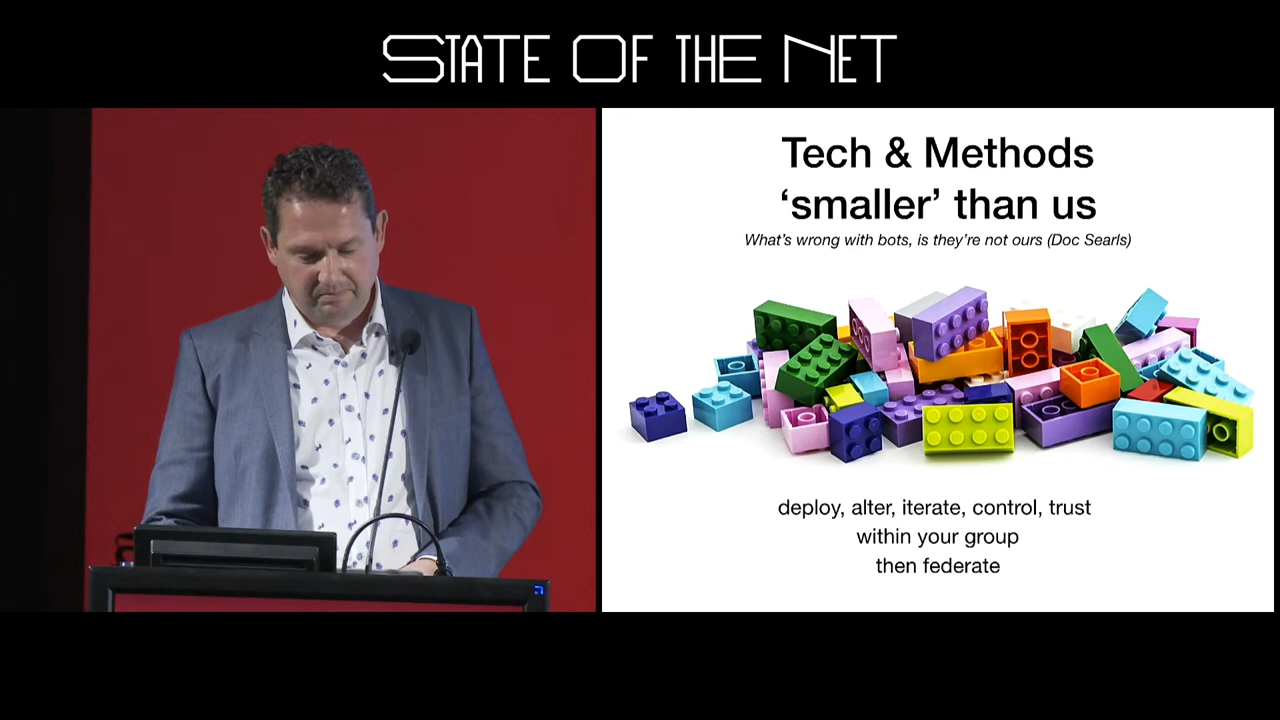 STATE OF THE NET
Tech & Methods
‘smaller’ than us
What’s wrong with bots, is they’re not ours (Doc Searls)
deploy, alter, iterate, control, trust
within your group
then federate